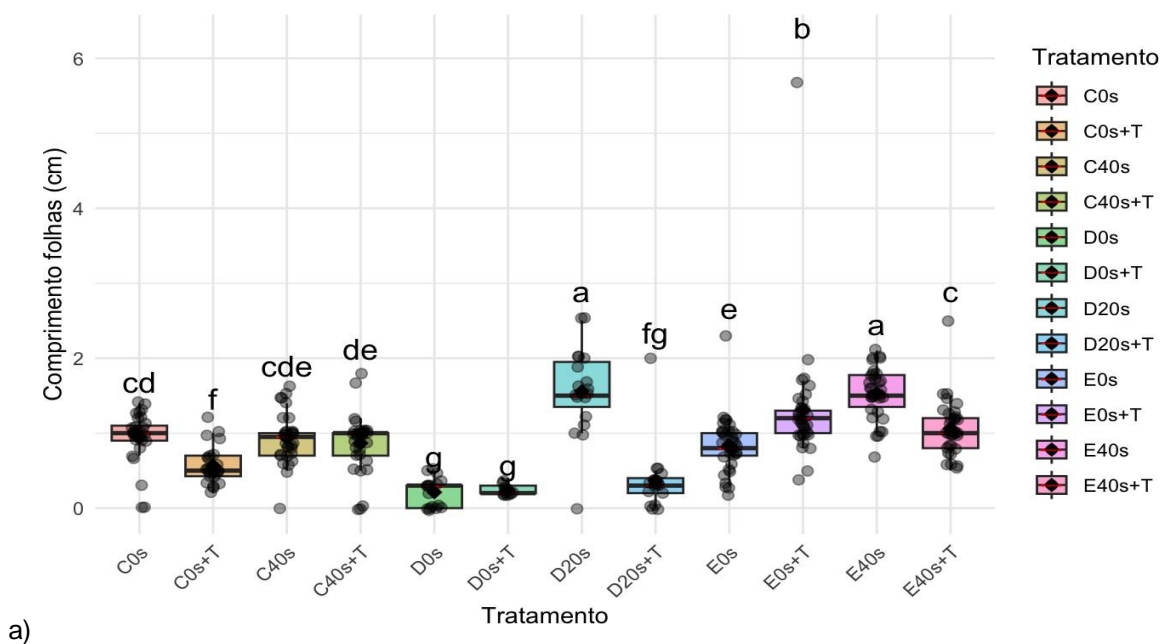 b
6
Tratamento
C0s
C0s+T
C40s
C40s+T
D0s
D0s+T
D20s
D20s+T
E0s
E0s+T
E40s
E40s+T
Comprimento folhas (cm)
4
a
e
a
c
fg
cd
cde
de
2
f
g
g
0
C0s
C0s+T
C40s
C40s+T
D0s
D0s+T
D20s
D20s+T
E0s
E0s+T
E40s
E40s+T
Tratamento
a)